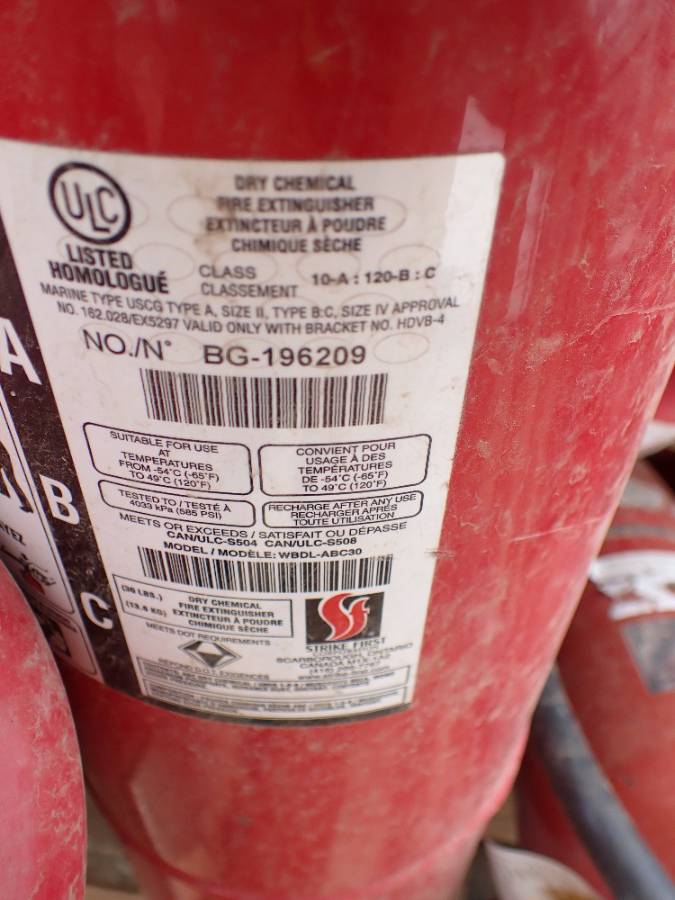 ULC
LISTED
HOMOLOGUÉ
DRY CHEMICAL
FIRE EXTINGUISHER
EXTINCTEUR À POUDRE
CHIMIQUE SÈCHE
CLASS
CLASSEMENT
10-A : 120-B : C
MARINE TYPE USCG TYPE A, SIZE II, TYPE B:C, SIZE IV APPROVAL
NO. 162.028/EX5297 VALID ONLY WITH BRACKET NO. HDVB-4
NO./N° BG-196209
A
B
C
SUITABLE FOR USE
AT
TEMPERATURES
FROM -54°C (-65°F)
TO 49°C (120°F)
CONVIENT POUR
USAGE À DES
TEMPÉRATURES
DE -54°C (-65°F)
TO 49°C (120°F)
TESTED TO / TESTÉ À
4033 kPa (585 PSI)
RECHARGE AFTER ANY USE
RECHARGER APRÈS
TOUTE UTILISATION
MEETS OR EXCEEDS / SATISFAIT OU DÉPASSE
CAN/ULC-S504 CAN/ULC-S508
MODEL / MODÈLE: WBDL-ABC30
(30 LBS.)
(13.6 KG)
DRY CHEMICAL
FIRE EXTINGUISHER
EXTINCTEUR À POUDRE
CHIMIQUE SÈCHE
MEETS DOT REQUIREMENTS
BEYOND D.O.T. EXIGENCES
STRIKE FIRST
CORPORATION
SCARBOROUGH, ONTARIO
CANADA